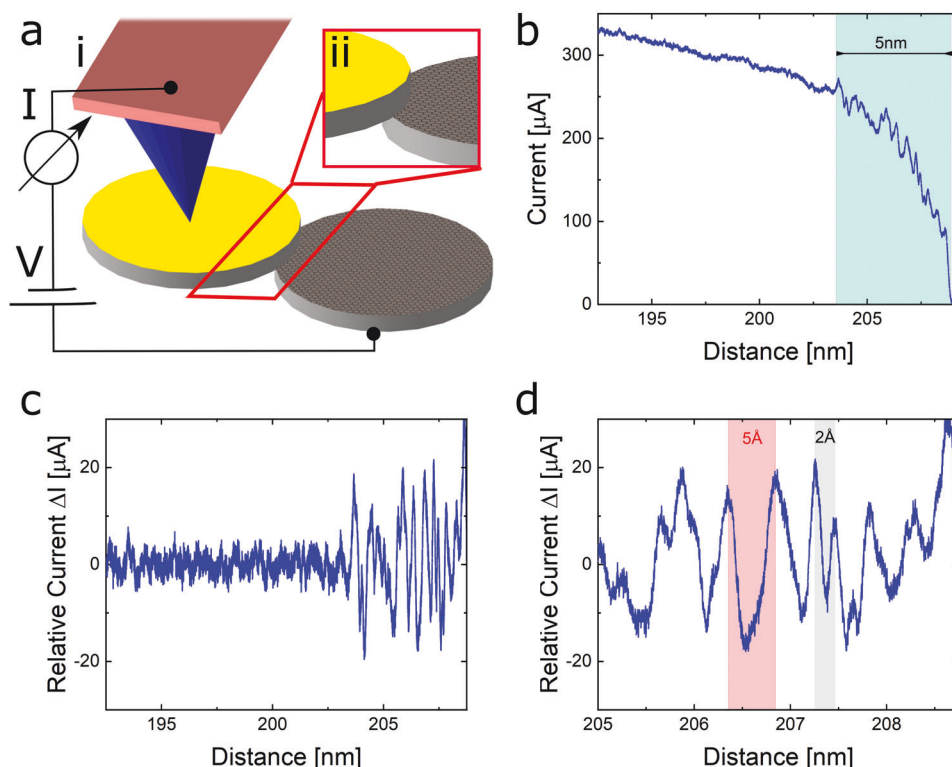 a
i
ii
I
V
b
5nm
300
200
100
0
Current [µA]
195
200
205
Distance [nm]
c
20
0
-20
Relative Current ΔI [µA]
195
200
205
Distance [nm]
d
5Å
2Å
20
0
-20
Relative Current ΔI [µA]
205
206
207
208
Distance [nm]